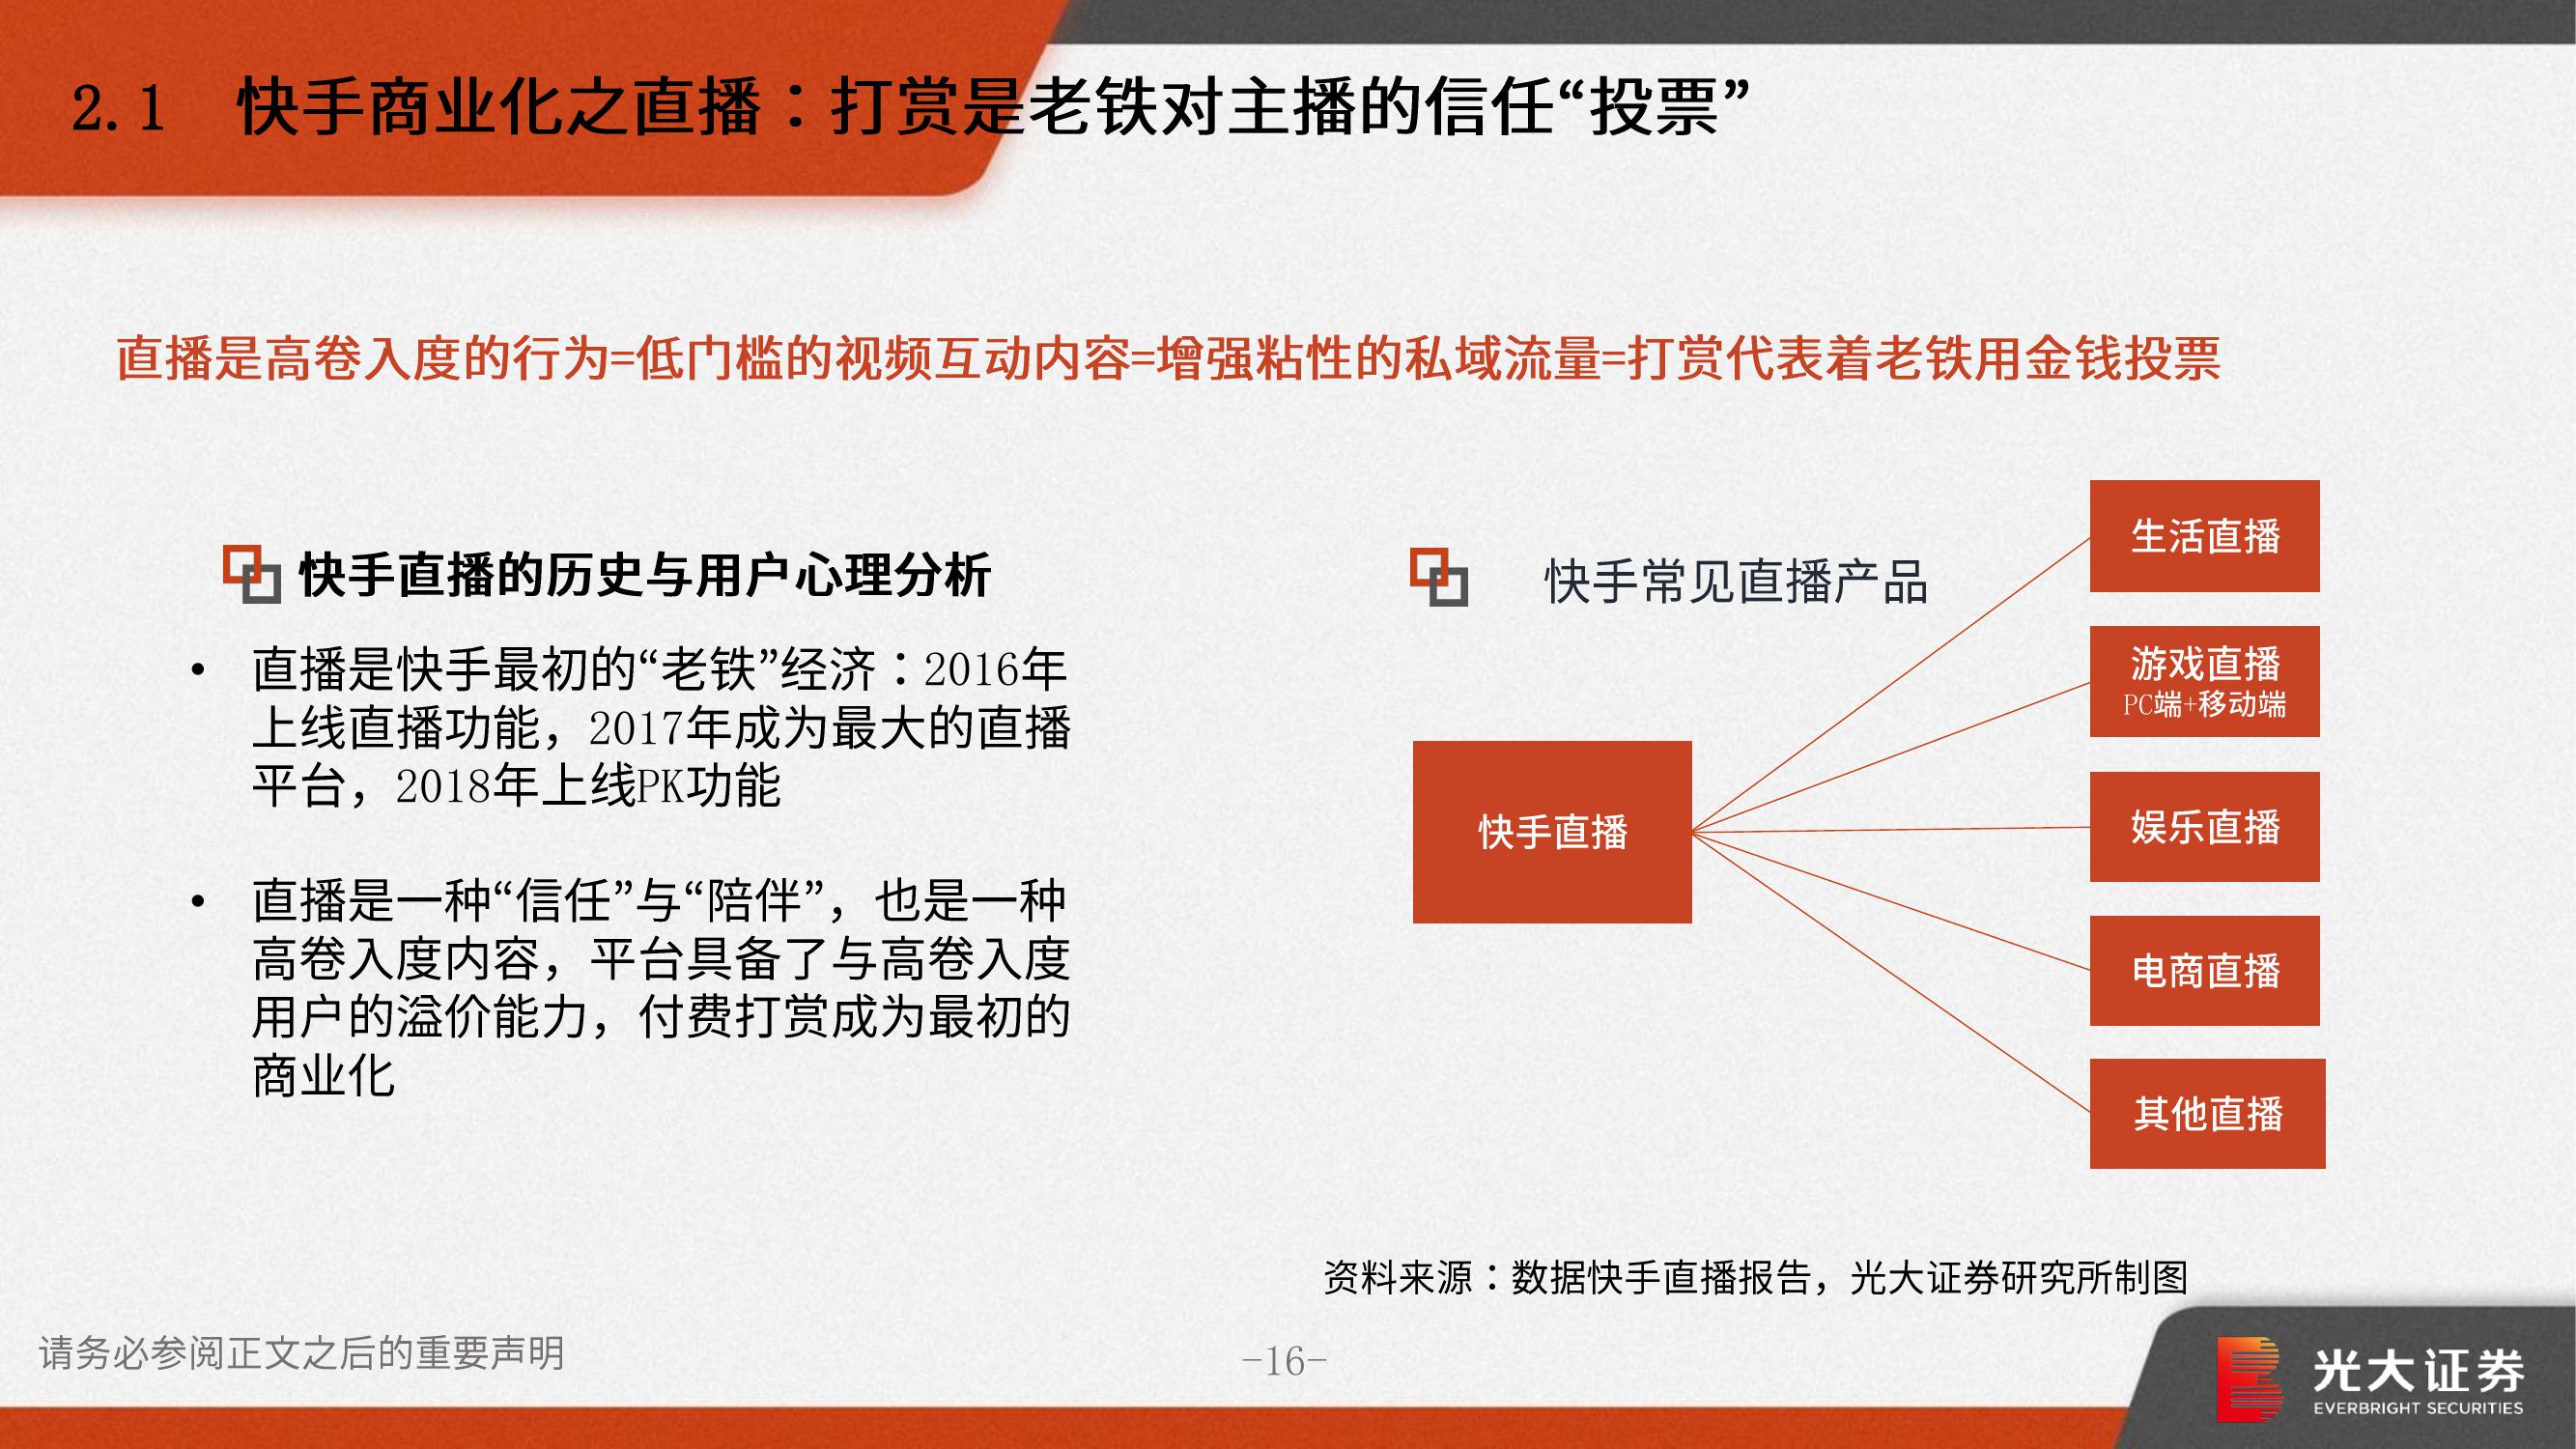 2.1 快手商业化之直播：打赏是老铁对主播的信任“投票”
直播是高卷入度的行为=低门槛的视频互动内容=增强粘性的私域流量=打赏代表着老铁用金钱投票
快手直播的历史与用户心理分析
• 直播是快手最初的“老铁”经济：2016年
上线直播功能，2017年成为最大的直播
平台，2018年上线PK功能
• 直播是一种“信任”与“陪伴”，也是一种
高卷入度内容，平台具备了与高卷入度
用户的溢价能力，付费打赏成为最初的
商业化
快手常见直播产品
快手直播
生活直播
游戏直播
PC端+移动端
娱乐直播
电商直播
其他直播
资料来源：数据快手直播报告，光大证券研究所制图
请务必参阅正文之后的重要声明
-16-
光大证券
EVERBRIGHT SECURITIES